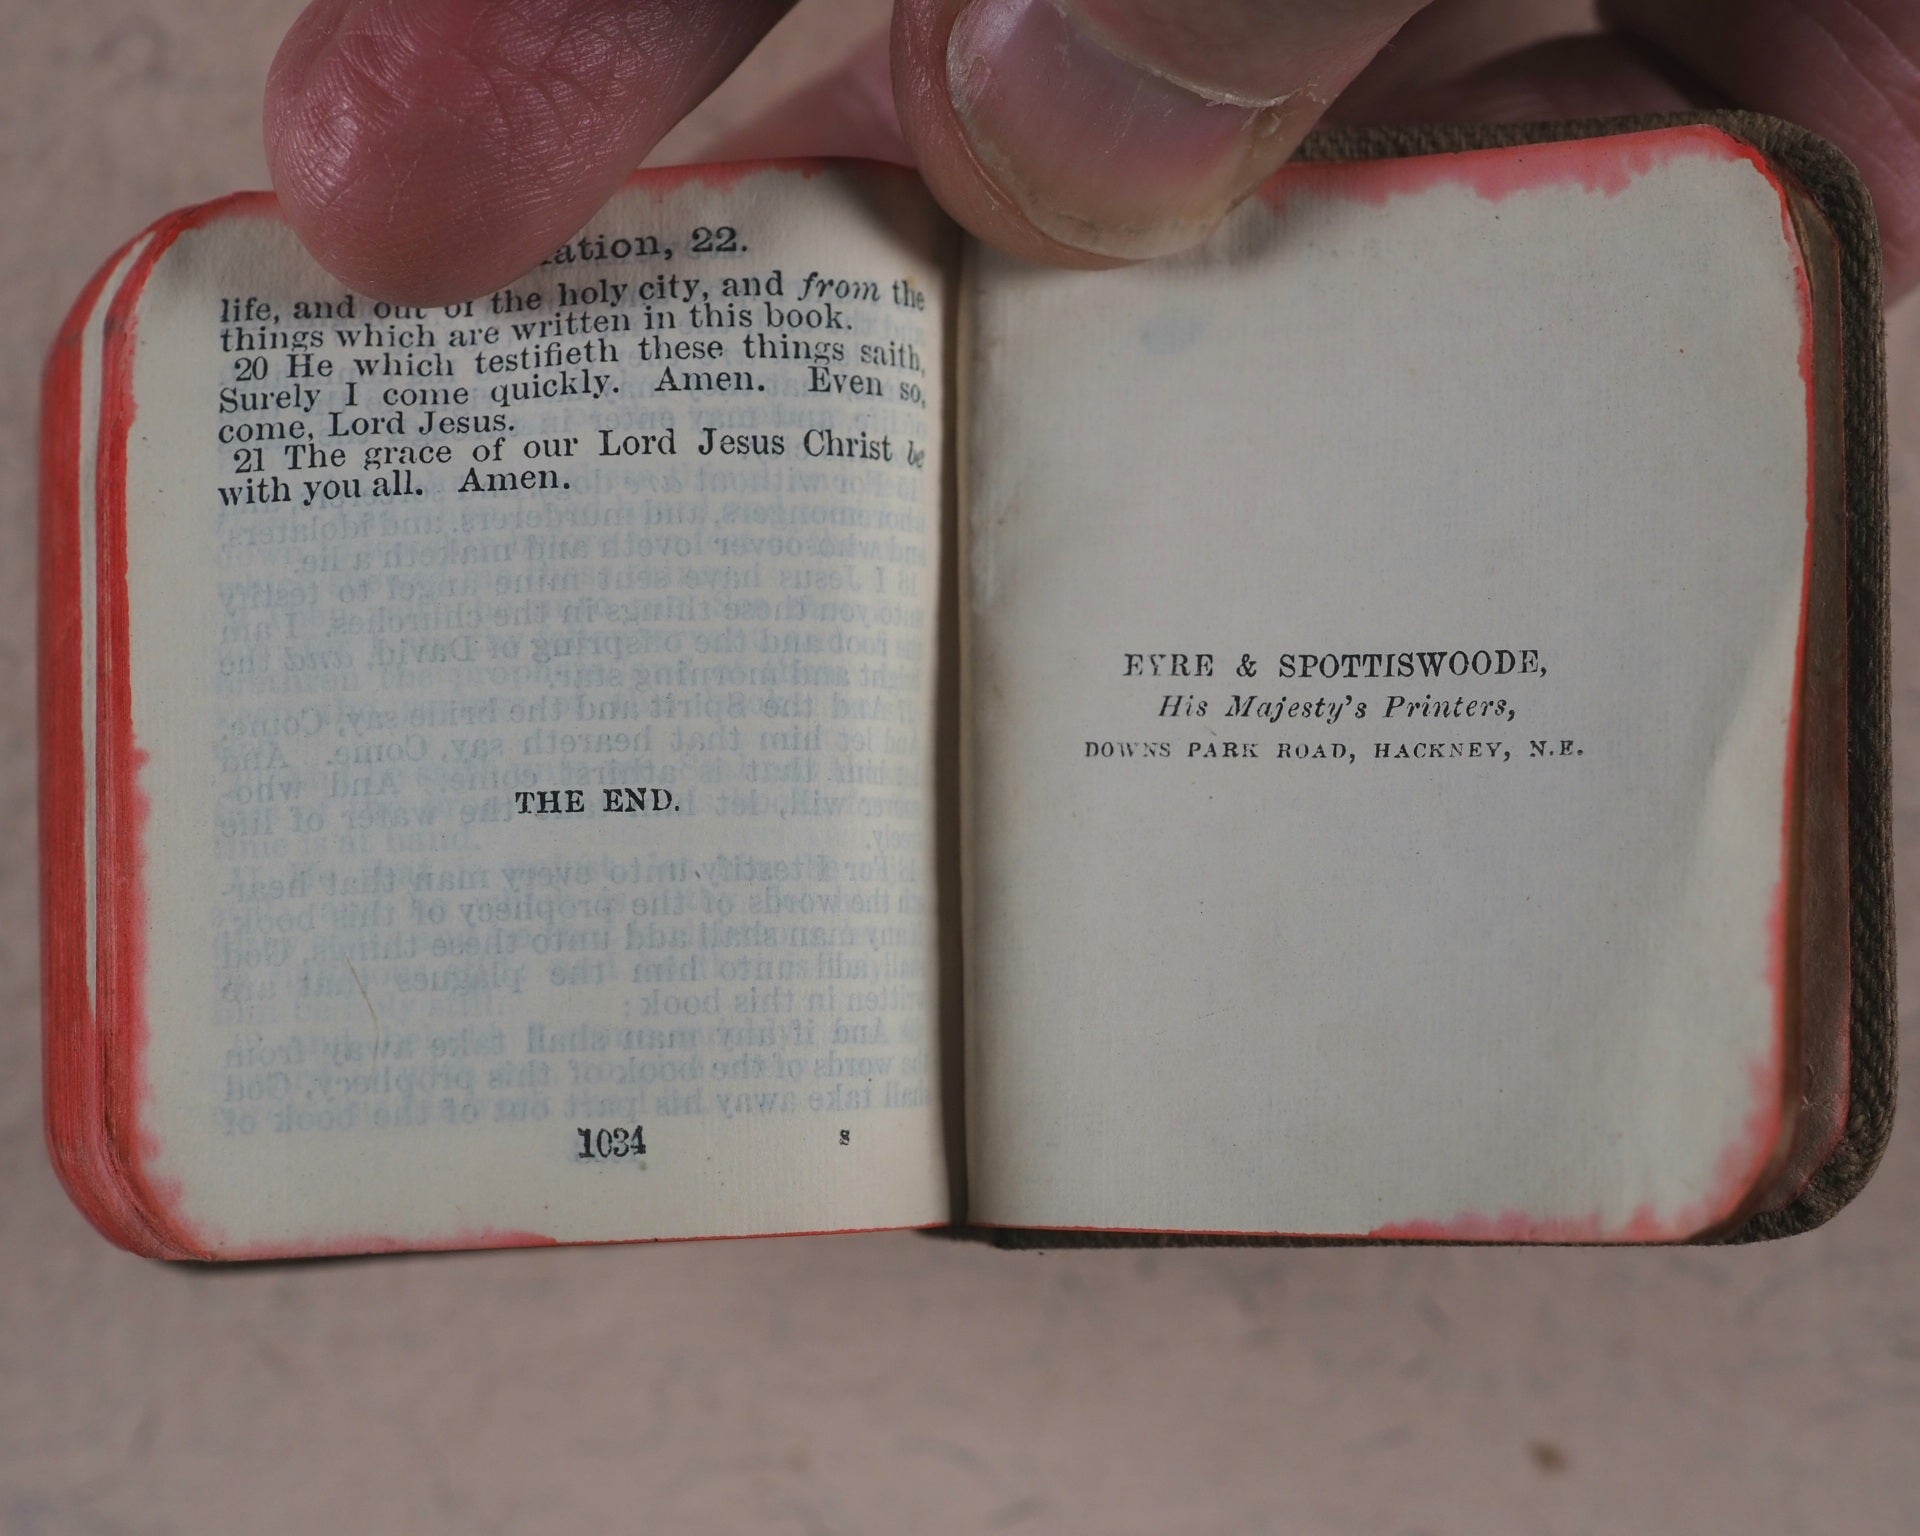 ation, 22.
life, and out of the holy city, and from the
things which are written in this book.
20 He which testifieth these things saith,
Surely I come quickly. Amen. Even so,
come, Lord Jesus.
21 The grace of our Lord Jesus Christ be
with you all. Amen.
THE END.
1034 s
EYRE & SPOTTISWOODE,
His Majesty's Printers,
DOWNS PARK ROAD, HACKNEY, N.E.